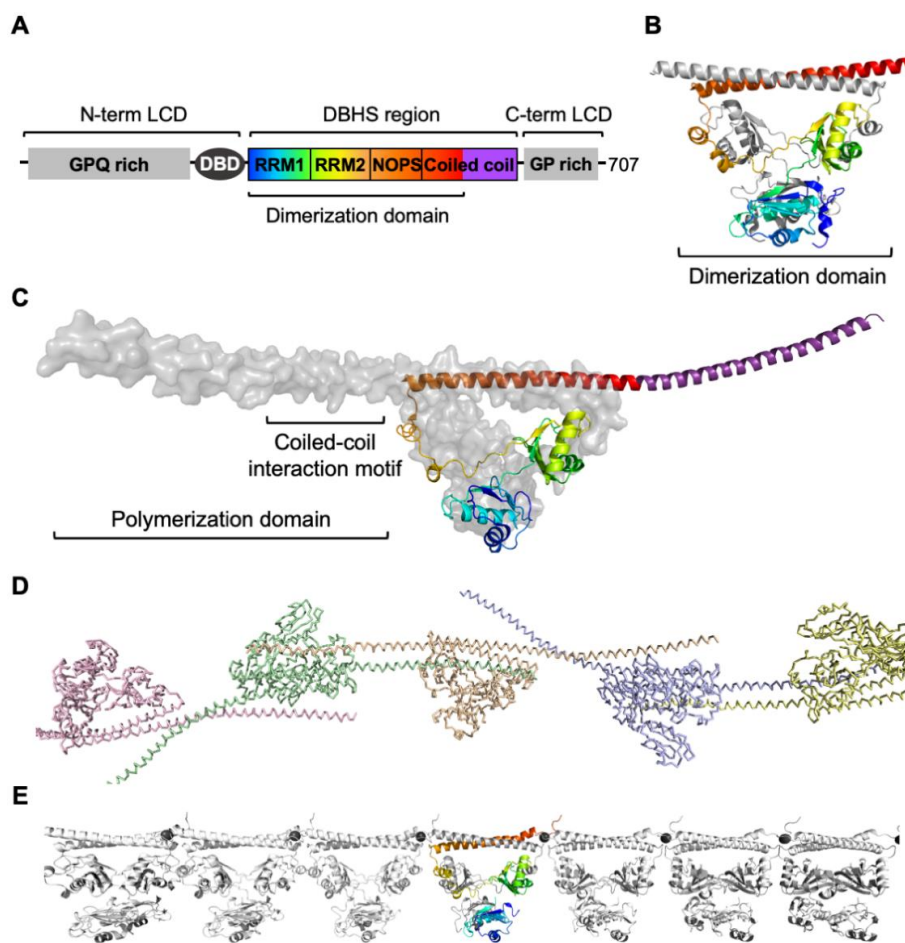 A
B
N-term LCD
DBHS region
C-term LCD
GPQ rich
DBD
RRM1
RRM2
NOPS
Coiled coil
GP rich
707
Dimerization domain
Dimerization domain
C
Coiled-coil
interaction motif
Polymerization domain
D
E